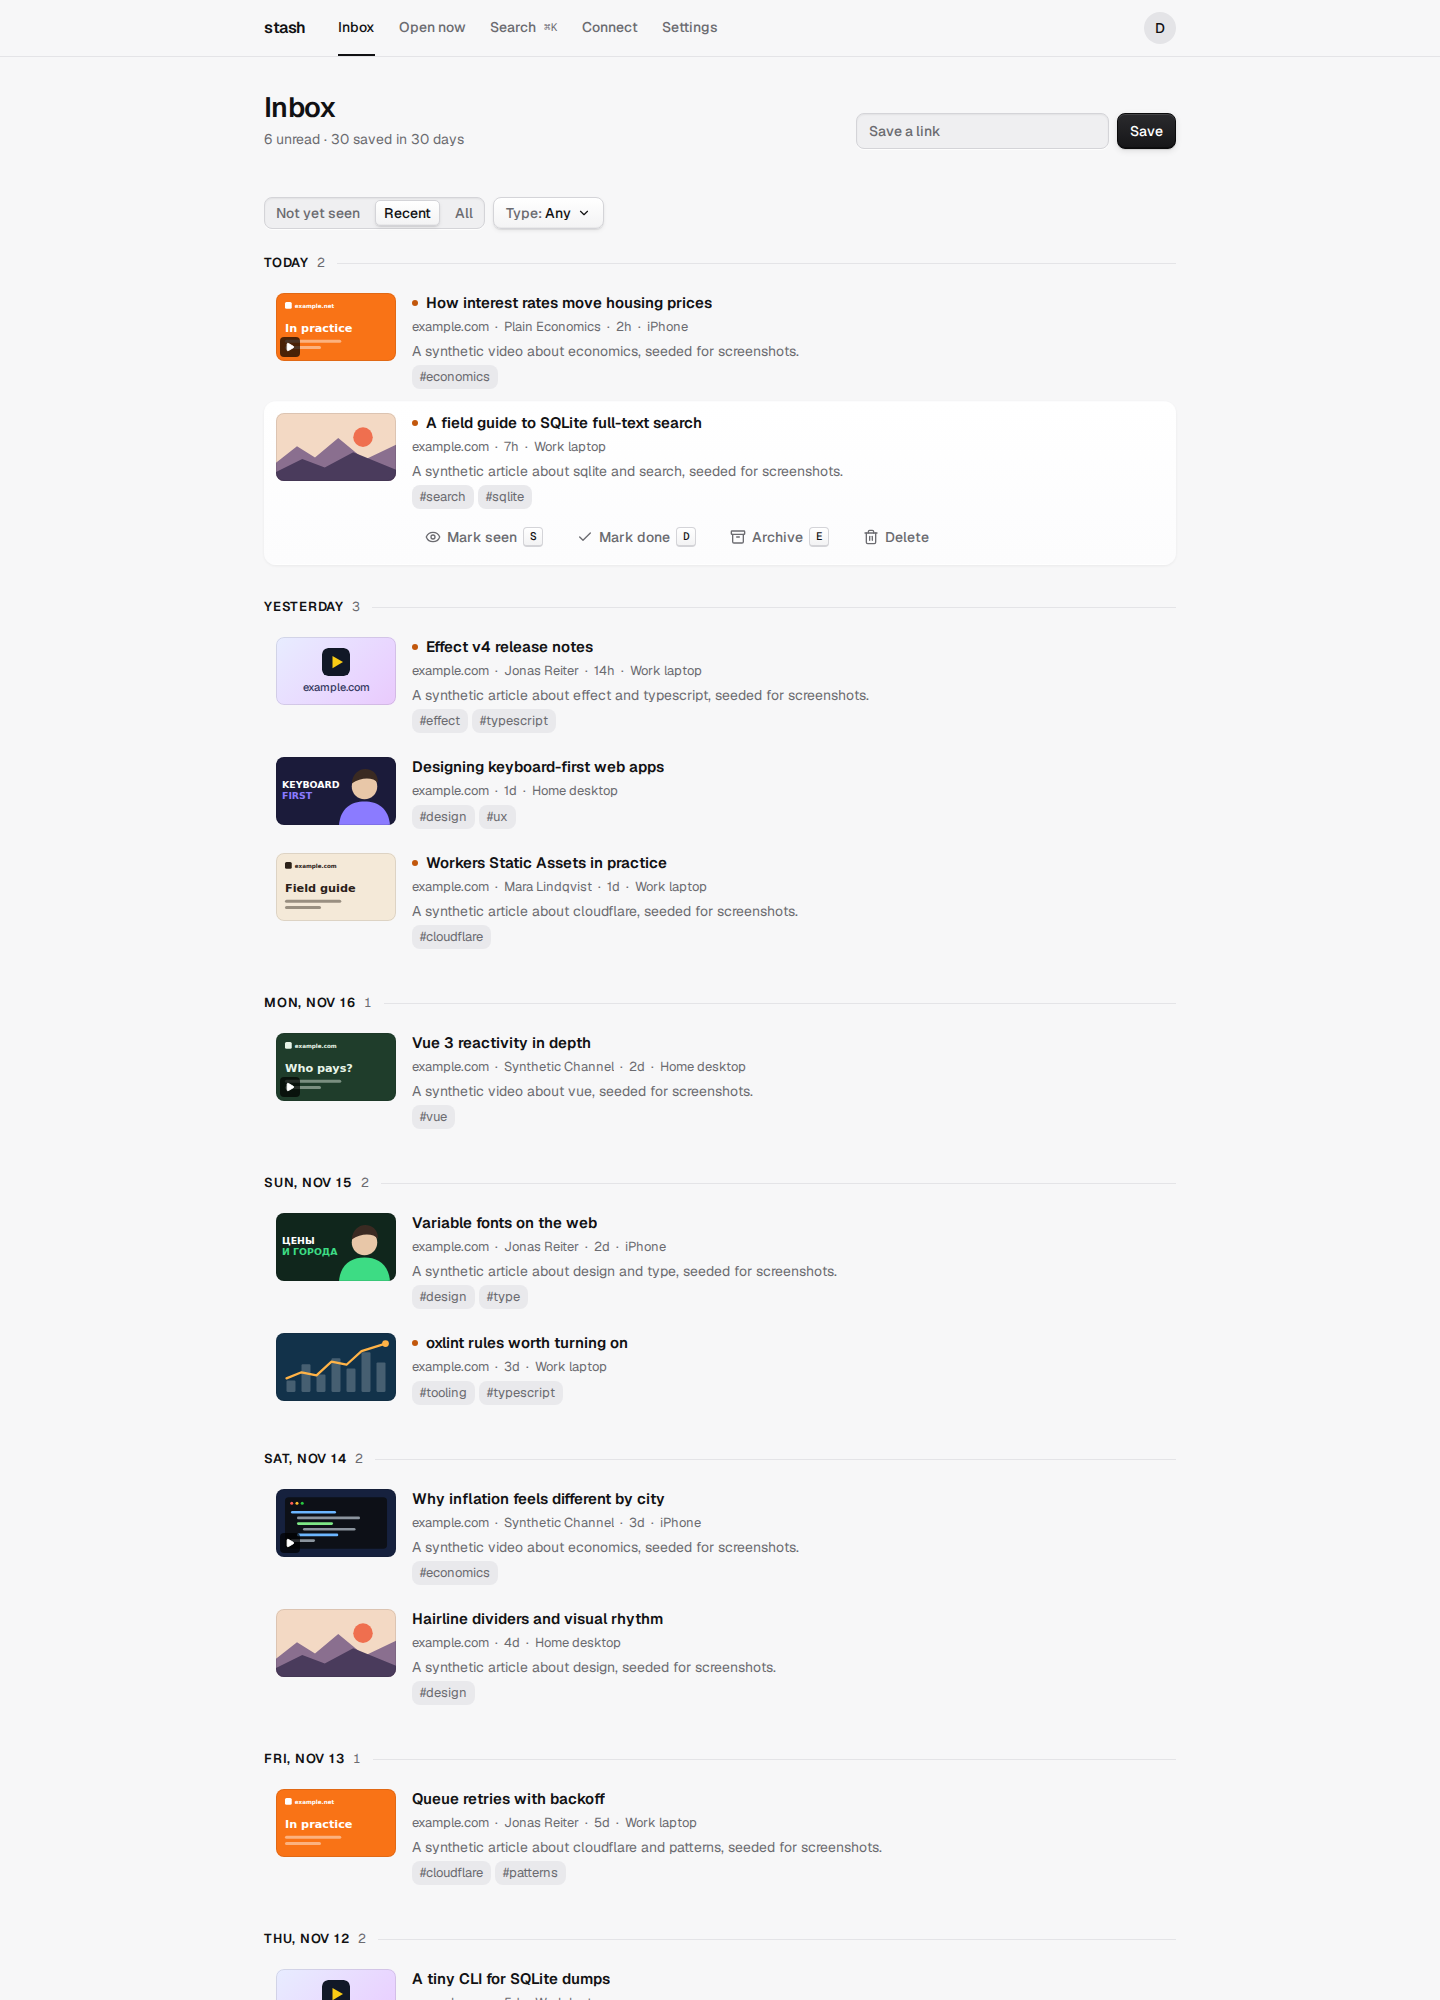 stash Inbox Open now Search ⌘K Connect Settings D
Inbox
6 unread · 30 saved in 30 days
Save a link Save
Not yet seen Recent All Type: Any
TODAY 2
example.net
In practice
How interest rates move housing prices
example.com · Plain Economics · 2h · iPhone
A synthetic video about economics, seeded for screenshots.
#economics
A field guide to SQLite full-text search
example.com · 7h · Work laptop
A synthetic article about sqlite and search, seeded for screenshots.
#search #sqlite
Mark seen S Mark done D Archive E Delete
YESTERDAY 3
example.com
Effect v4 release notes
example.com · Jonas Reiter · 14h · Work laptop
A synthetic article about effect and typescript, seeded for screenshots.
#effect #typescript
KEYBOARD
FIRST
Designing keyboard-first web apps
example.com · 1d · Home desktop
#design #ux
example.com
Field guide
Workers Static Assets in practice
example.com · Mara Lindqvist · 1d · Work laptop
A synthetic article about cloudflare, seeded for screenshots.
#cloudflare
MON, NOV 16 1
example.com
Who pays?
Vue 3 reactivity in depth
example.com · Synthetic Channel · 2d · Home desktop
A synthetic video about vue, seeded for screenshots.
#vue
SUN, NOV 15 2
ЦЕНЫ
И ГОРОДА
Variable fonts on the web
example.com · Jonas Reiter · 2d · iPhone
A synthetic article about design and type, seeded for screenshots.
#design #type
oxlint rules worth turning on
example.com · 3d · Work laptop
#tooling #typescript
SAT, NOV 14 2
Why inflation feels different by city
example.com · Synthetic Channel · 3d · iPhone
A synthetic video about economics, seeded for screenshots.
#economics
Hairline dividers and visual rhythm
example.com · 4d · Home desktop
A synthetic article about design, seeded for screenshots.
#design
FRI, NOV 13 1
example.net
In practice
Queue retries with backoff
example.com · Jonas Reiter · 5d · Work laptop
A synthetic article about cloudflare and patterns, seeded for screenshots.
#cloudflare #patterns
THU, NOV 12 2
A tiny CLI for SQLite dumps